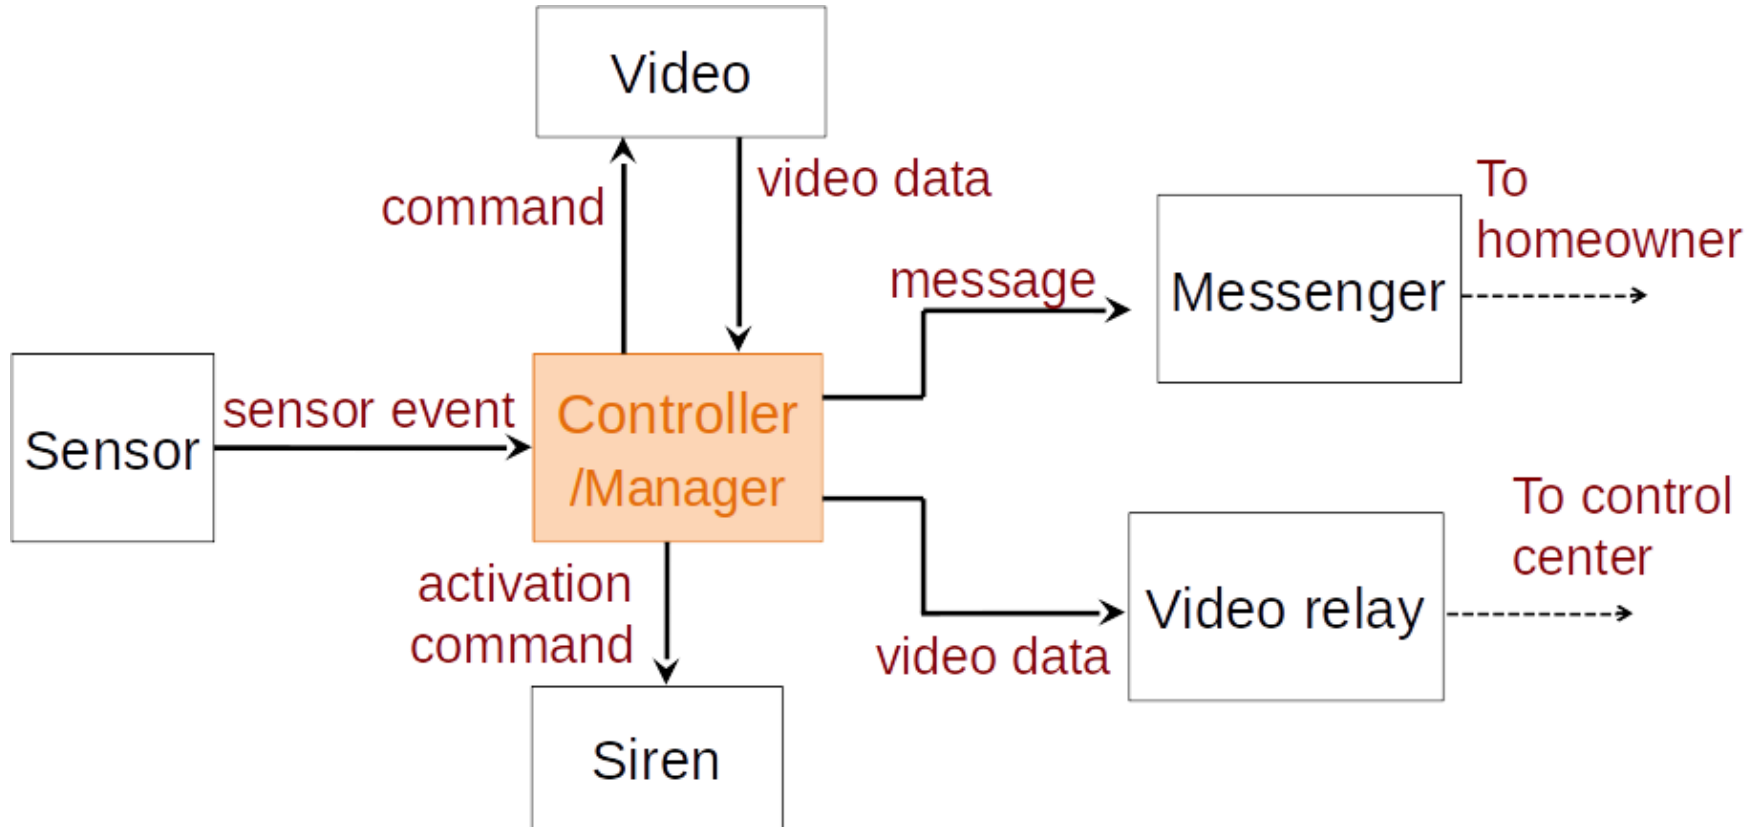 Video
command
video data
To
homeowner
message
Messenger
Sensor
sensor event
Controller
/Manager
activation
command
video data
Video relay
To control
center
Siren